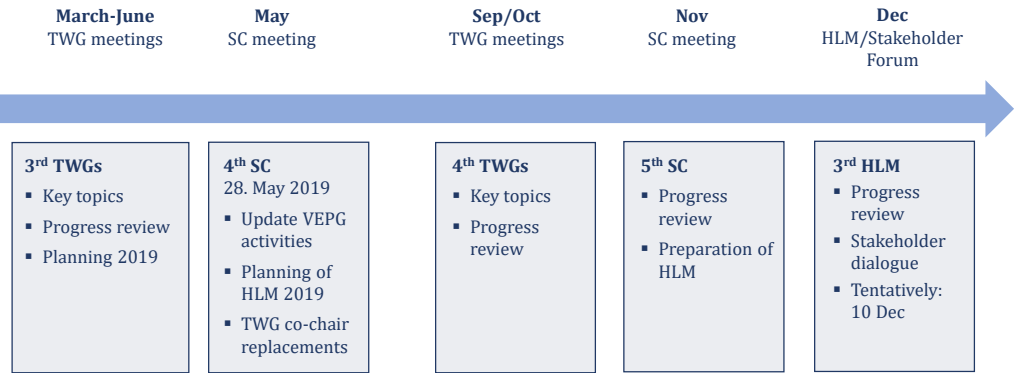 March-June
TWG meetings
May
SC meeting
Sep/Oct
TWG meetings
Nov
SC meeting
Dec
HLM/Stakeholder
Forum
3rd TWGs
▪ Key topics
▪ Progress review
▪ Planning 2019
4th SC
28. May 2019
▪ Update VEPG
activities
▪ Planning of
HLM 2019
▪ TWG co-chair
replacements
4th TWGs
▪ Key topics
▪ Progress
review
5th SC
▪ Progress
review
▪ Preparation of
HLM
3rd HLM
▪ Progress
review
▪ Stakeholder
dialogue
▪ Tentatively:
10 Dec